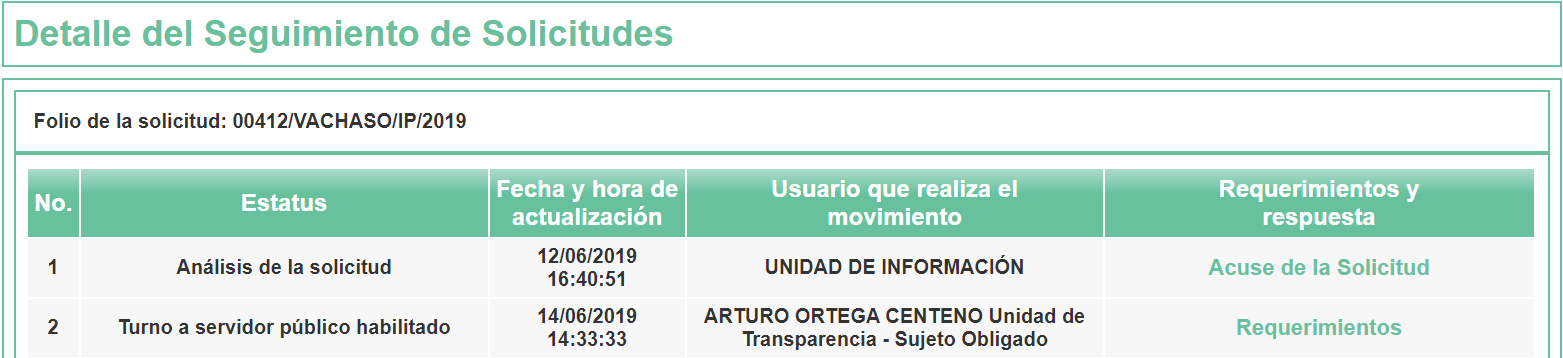 Detalle del Seguimiento de Solicitudes
Folio de la solicitud: 00412/VACHASO/IP/2019
No.
Estatus
Fecha y hora de
actualización
Usuario que realiza el
movimiento
Requerimientos y
respuesta
1
Análisis de la solicitud
12/06/2019
16:40:51
UNIDAD DE INFORMACIÓN
Acuse de la Solicitud
2
Turno a servidor público habilitado
14/06/2019
14:33:33
ARTURO ORTEGA CENTENO Unidad de
Transparencia - Sujeto Obligado
Requerimientos